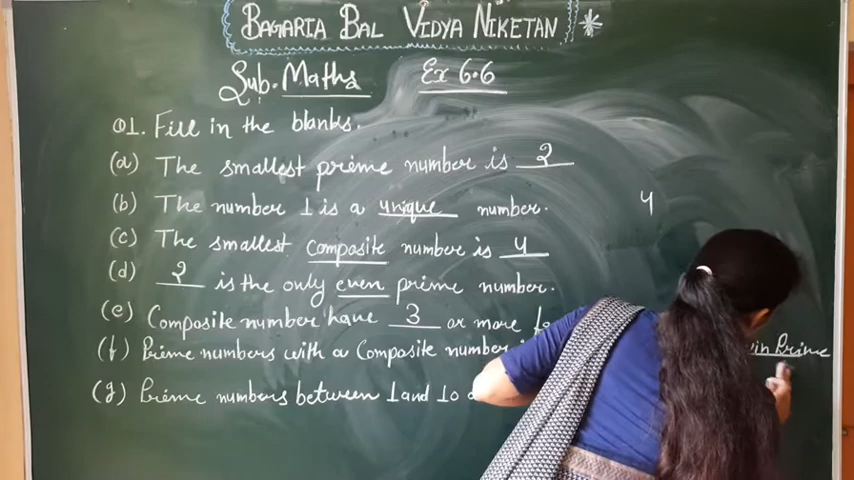 BAGARIA BAL VIDYA NIKETAN
Sub. Maths Ex 6.6
Q1. Fill in the blanks.
(a) The smallest prime number is 2
(b) The number 1 is a unique number.
4
(c) The smallest composite number is 4
(d) 2 is the only even prime number.
(e) Composite number have 3 or more
(f) Prime numbers with a Composite number
in Prime
(g) Prime numbers between 1 and 10